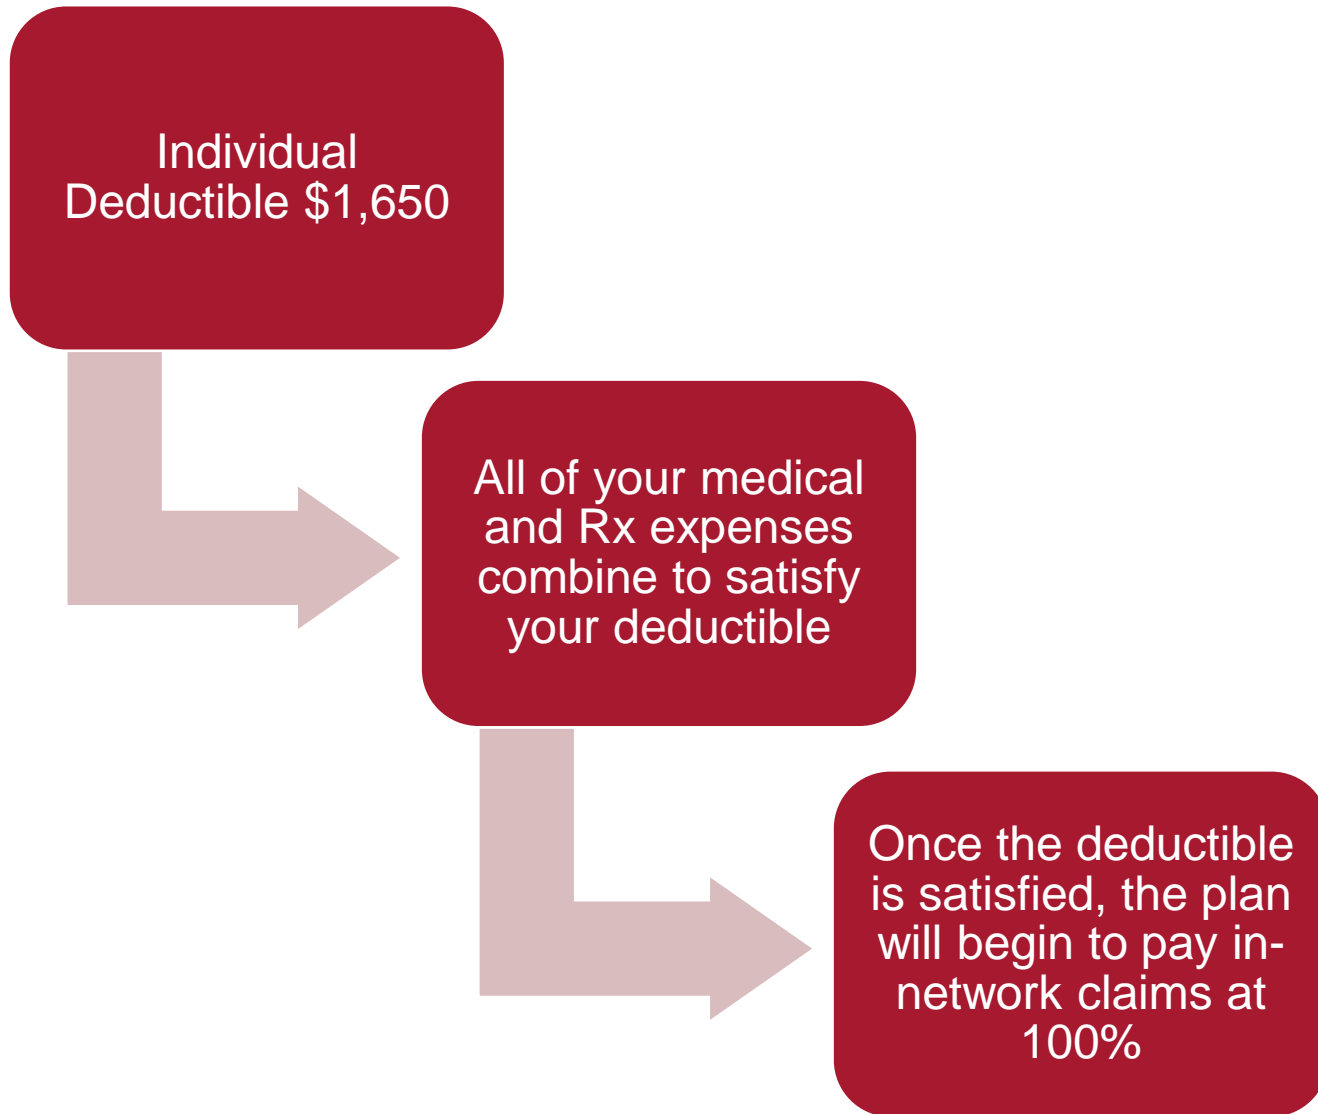 Individual
Deductible $1,650
All of your medical
and Rx expenses
combine to satisfy
your deductible
Once the deductible
is satisfied, the plan
will begin to pay in-
network claims at
100%